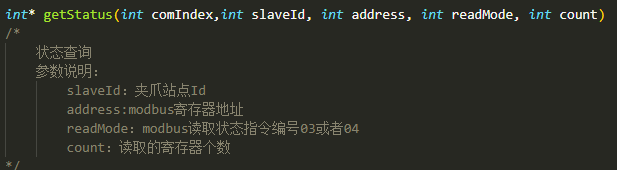 int* getStatus(int comIndex,int slaveId, int address, int readMode, int count)
/*
状态查询
参数说明：
slaveId：夹爪站点Id
address:modbus寄存器地址
readMode：modbus读取状态指令编号03或者04
count：读取的寄存器个数
*/